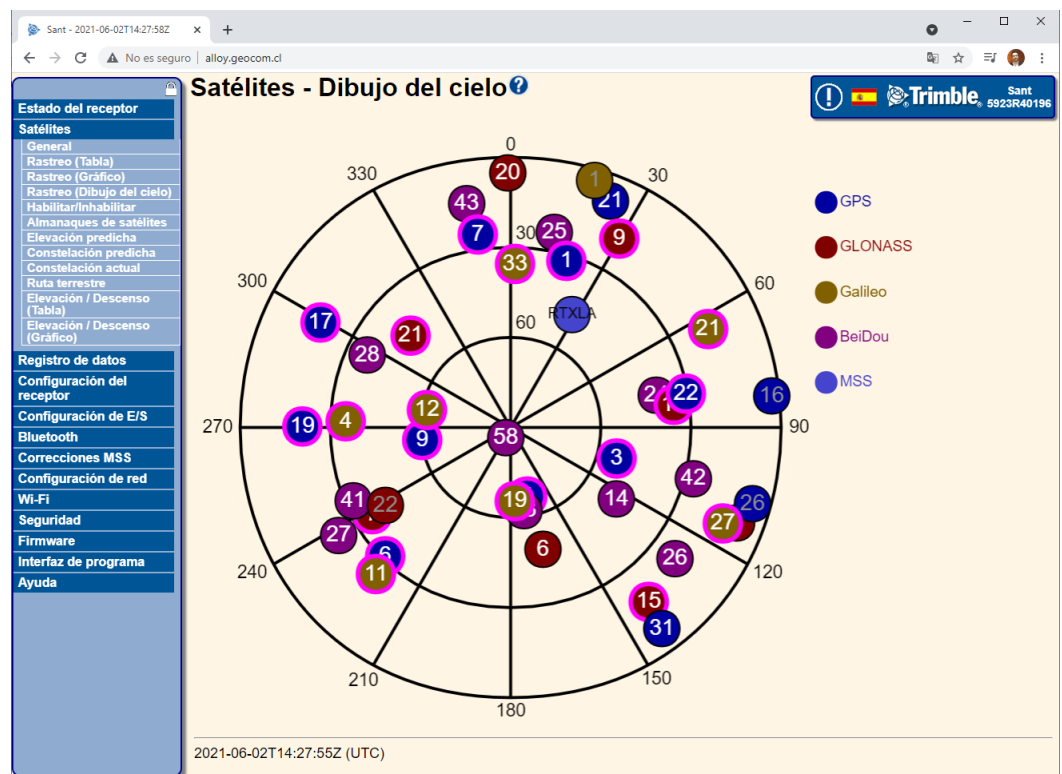 Sant - 2021-06-02T14:27:58Z
No es seguro | alloy.geocom.cl
Satélites - Dibujo del cielo
Trimble
Sant
5923R40196
Estado del receptor
Satélites
General
Rastreo (Tabla)
Rastreo (Gráfico)
Rastreo (Dibujo del cielo)
Habilitar/Inhabilitar
Almanaques de satélites
Elevación predicha
Constelación predicha
Constelación actual
Ruta terrestre
Elevación / Descenso
(Tabla)
Elevación / Descenso
(Gráfico)
Registro de datos
Configuración del
receptor
Configuración de E/S
Bluetooth
Correcciones MSS
Configuración de red
Wi-Fi
Seguridad
Firmware
Interfaz de programa
Ayuda
0
330
20
1
30
43
21
7
30
25
9
33
1
300
60
RTXLA
17
60
21
21
28
22
16
12
4
270
19
9
58
90
3
42
41
22
19
14
26
27
27
6
26
6
11
240
120
15
31
210
150
180
GPS
GLONASS
Galileo
BeiDou
MSS
2021-06-02T14:27:55Z (UTC)